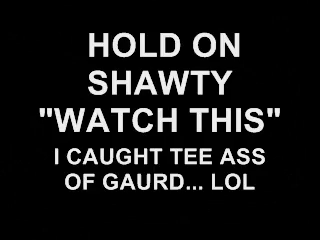 HOLD ON
SHAWTY
"WATCH THIS"
I CAUGHT TEE ASS
OF GAURD... LOL